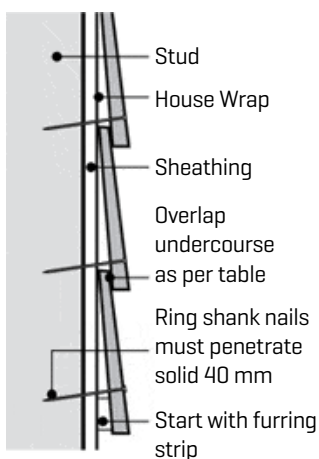 Stud
House Wrap
Sheathing
Overlap
undercourse
as per table
Ring shank nails
must penetrate
solid 40 mm
Start with furring
strip